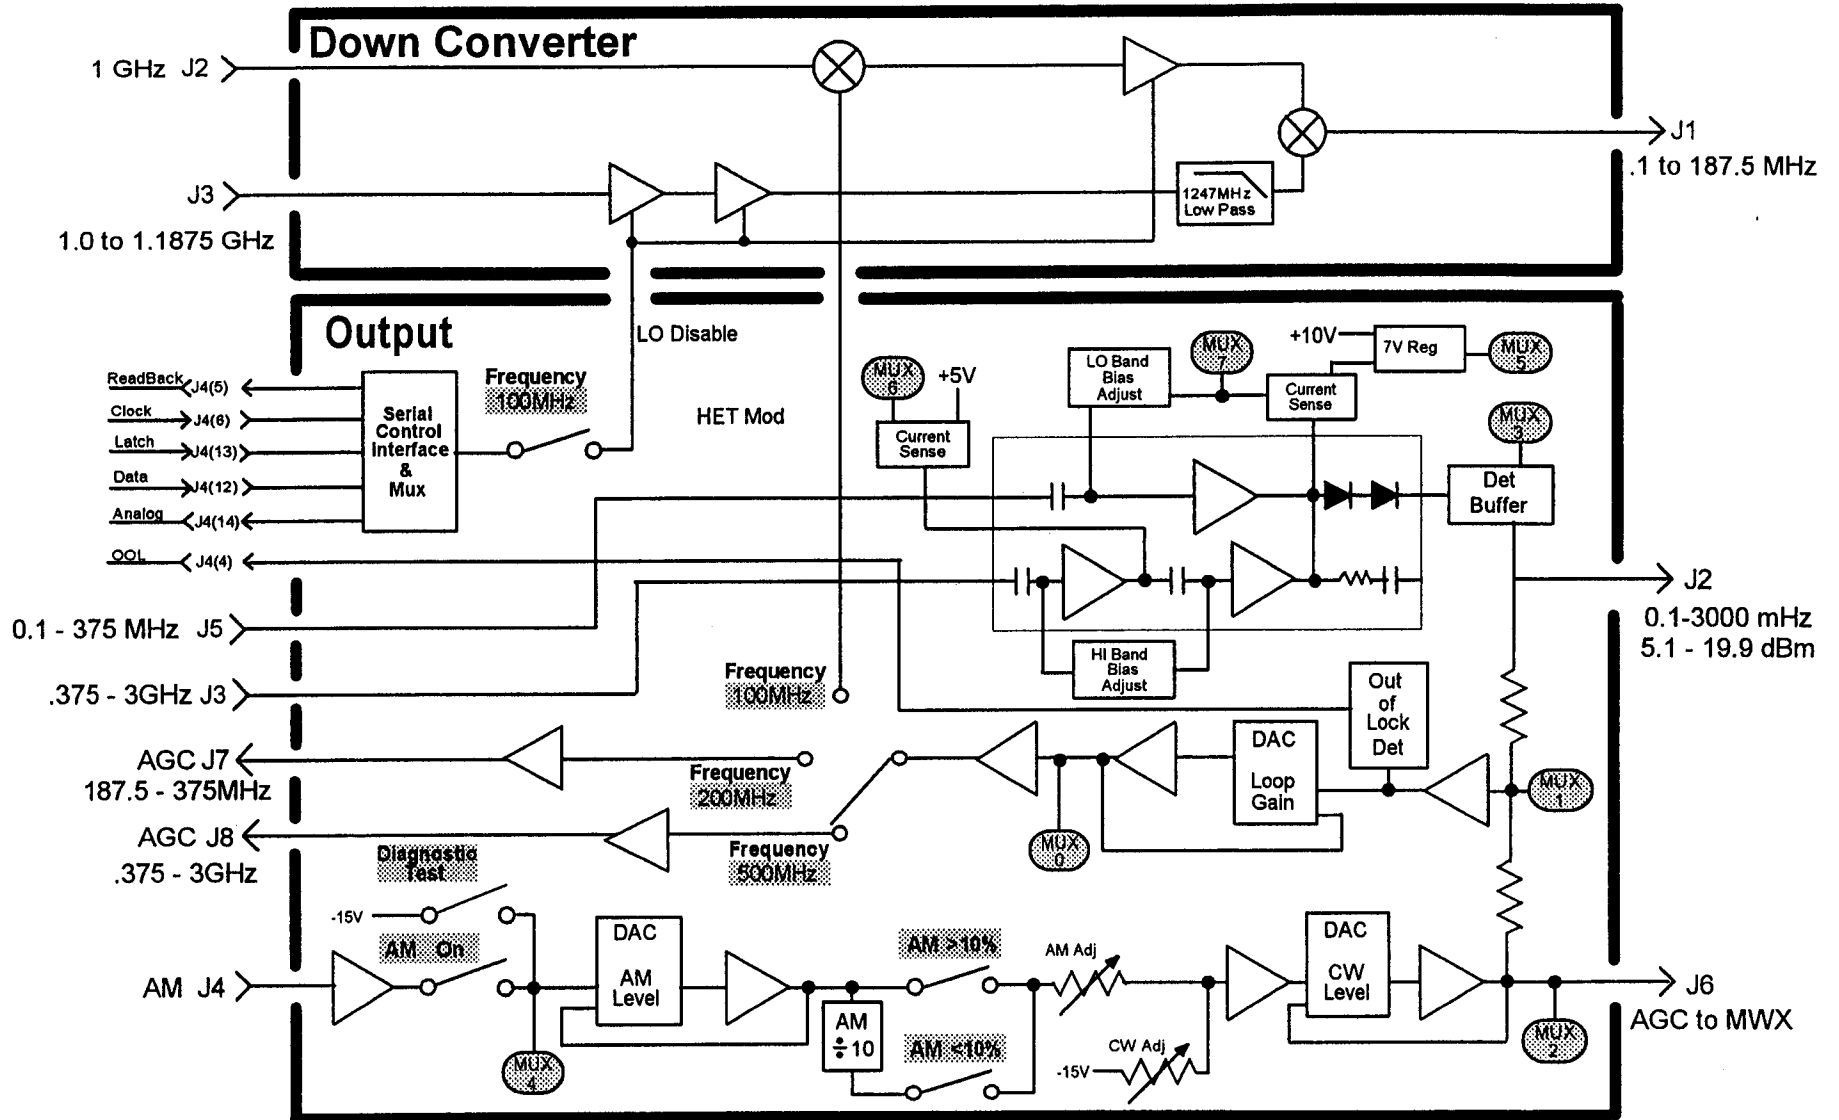 Down Converter
1 GHz J2
J1
.1 to 187.5 MHz
J3
1247MHz
Low Pass
1.0 to 1.1875 GHz
Output
LO Disable
HET Mod
ReadBack
J4(5)
Clock
J4(6)
Latch
J4(13)
Data
J4(12)
Analog
J4(14)
OOL
J4(4)
Serial
Control
Interface
&
Mux
Frequency
100MHz
MUX
6
+5V
Current
Sense
LO Band
Bias
Adjust
MUX
7
+10V
7V Reg
MUX
5
Current
Sense
MUX
3
Det
Buffer
J2
0.1-3000 mHz
5.1 - 19.9 dBm
0.1 - 375 MHz J5
.375 - 3GHz J3
HI Band
Bias
Adjust
Frequency
100MHz
Out
of
Lock
Det
AGC J7
187.5 - 375MHz
Frequency
200MHz
DAC
Loop
Gain
MUX
1
AGC J8
.375 - 3GHz
Frequency
500MHz
MUX
0
Diagnostic
Test
-15V
AM On
AM J4
DAC
AM
Level
MUX
4
AM >10%
AM
÷10
AM <10%
AM Adj
CW Adj
-15V
DAC
CW
Level
MUX
2
J6
AGC to MWX